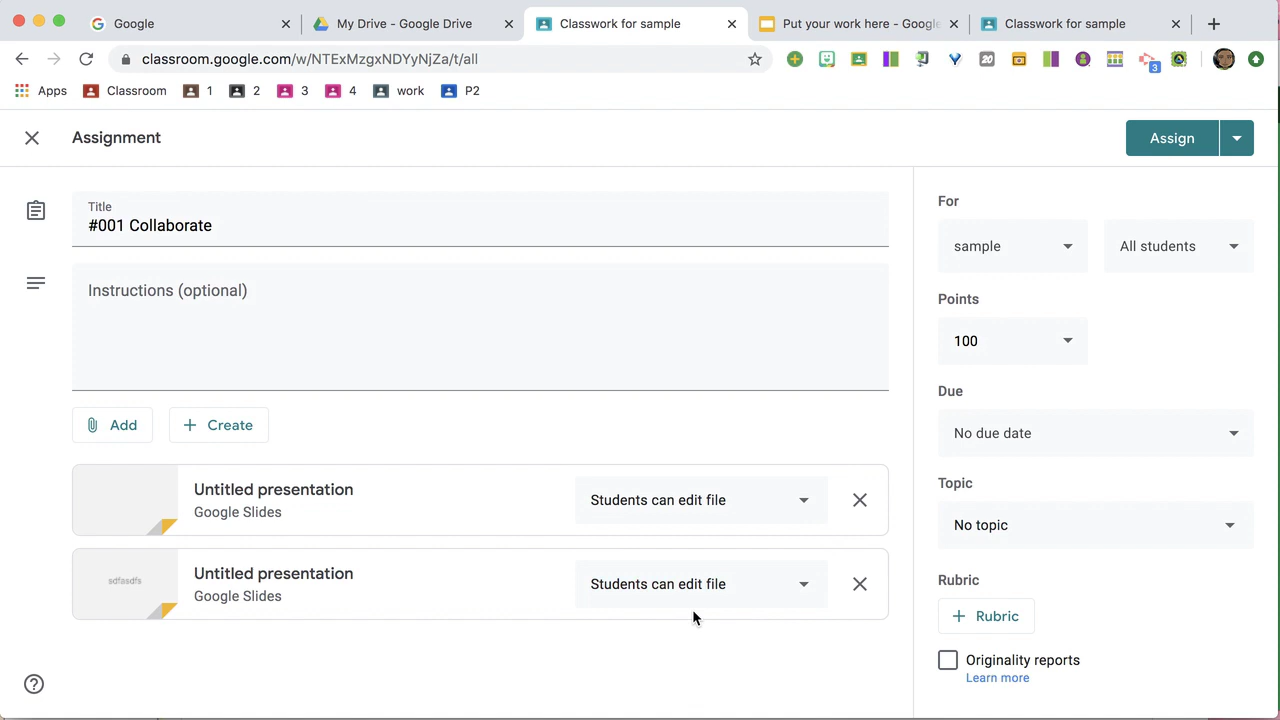 Google
My Drive - Google Drive
Classwork for sample
Put your work here - Google
Classwork for sample
classroom.google.com/w/NTExMzgxNDYxNjZa/t/all
20
3
Apps
Classroom
1
2
3
4
work
P2
Assignment
Assign
Title
#001 Collaborate
Instructions (optional)
Add
Create
Untitled presentation
Google Slides
Students can edit file
sdfasdfs
Untitled presentation
Google Slides
Students can edit file
For
sample
All students
Points
100
Due
No due date
Topic
No topic
Rubric
Rubric
Originality reports
Learn more